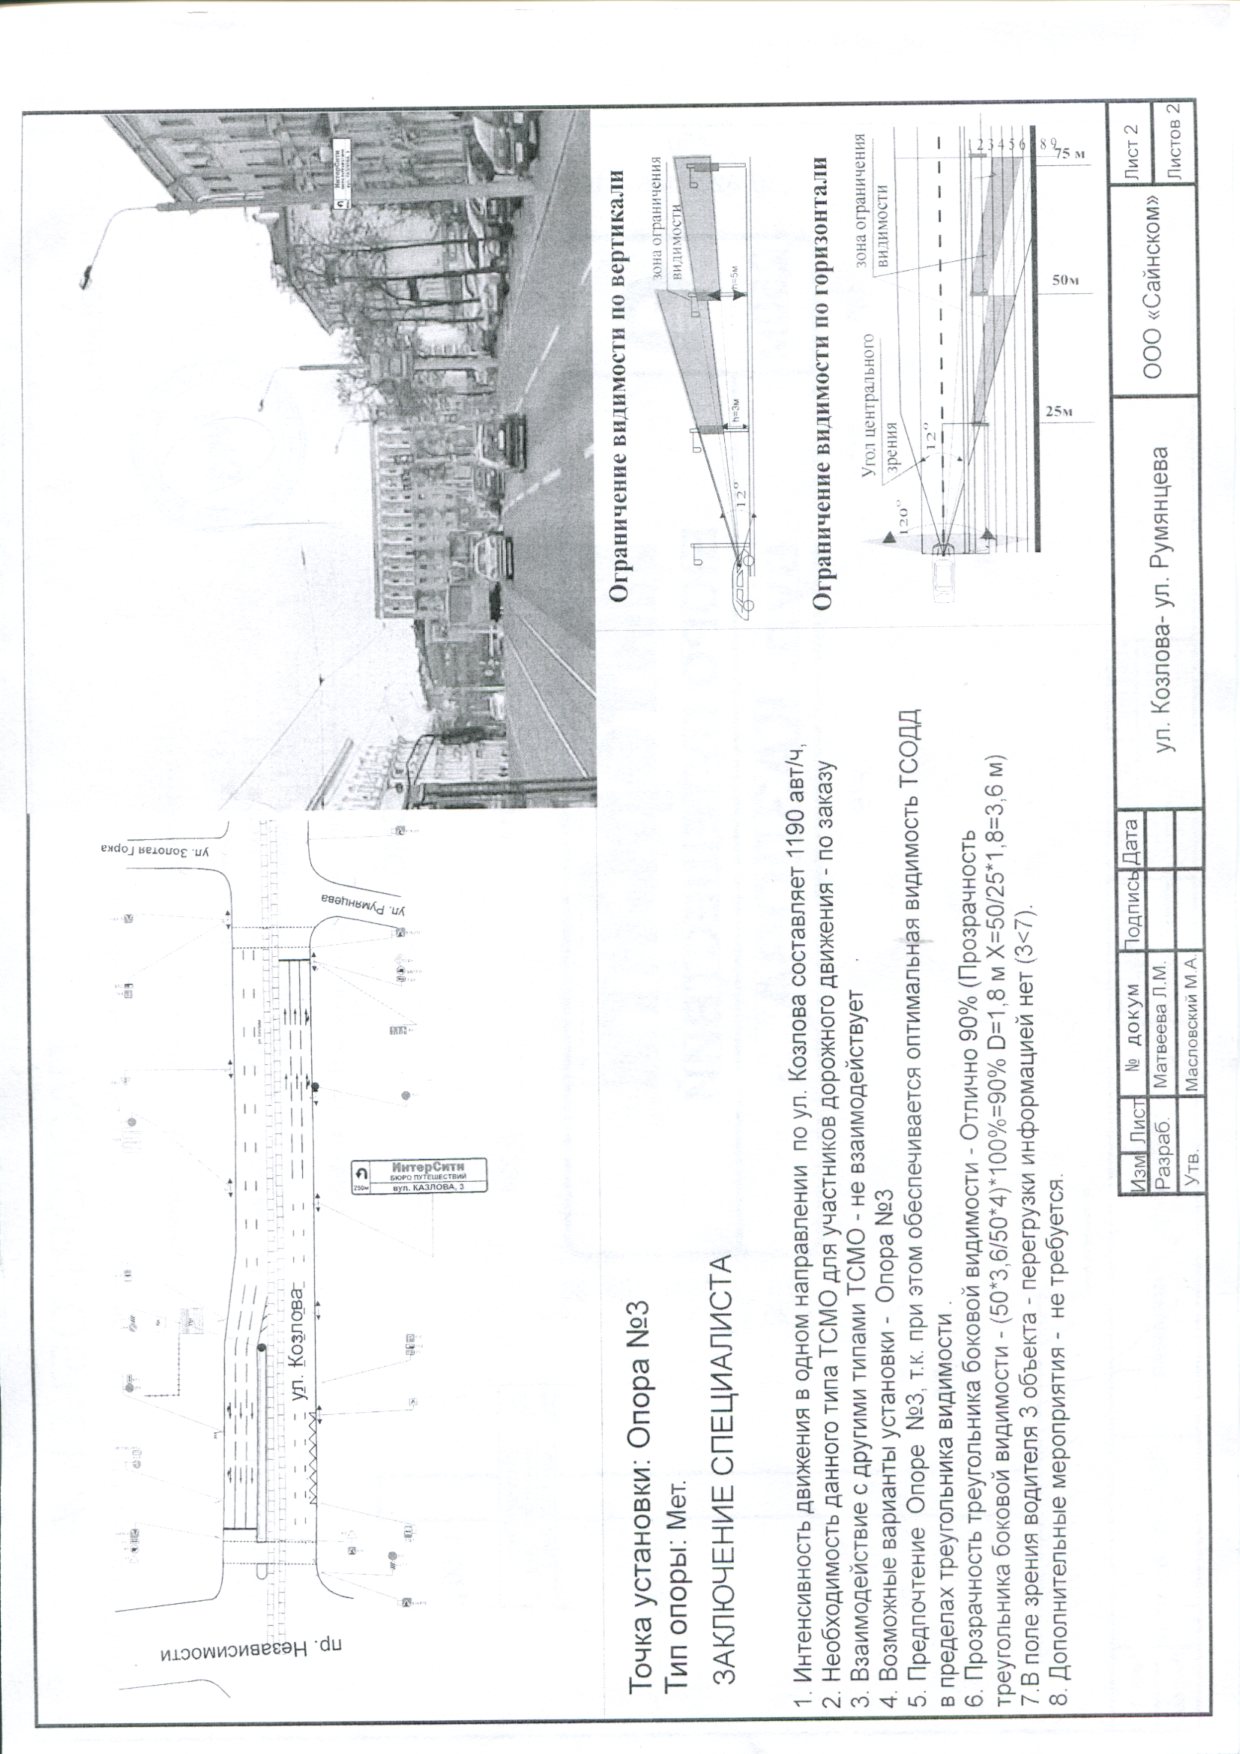 ул. Золотая Горка
ул. Румянцева
ИнтерСити
БЮРО ПУТЕШЕСТВИЙ
250м
вул. КАЗЛОВА, 3
ул. Козлова
пр. Независимости
Ограничение видимости по вертикали
зона ограничения
видимости
h=5м
h=3м
12°
Ограничение видимости по горизонтали
зона ограничения
видимости
Угол центрального
зрения
120°
12°
1 2 3 4 5 6 8 9
75 м
50м
25м
Точка установки: Опора №3
Тип опоры: Мет.
ЗАКЛЮЧЕНИЕ СПЕЦИАЛИСТА
1. Интенсивность движения в одном направлении по ул. Козлова составляет 1190 авт/ч,
2. Необходимость данного типа ТСМО для участников дорожного движения - по заказу
3. Взаимодействие с другими типами ТСМО - не взаимодействует
4. Возможные варианты установки - Опора №3
5. Предпочтение Опоре №3, т.к. при этом обеспечивается оптимальная видимость ТСОДД
в пределах треугольника видимости .
6. Прозрачность треугольника боковой видимости - Отлично 90% (Прозрачность
треугольника боковой видимости - (50*3,6/50*4)*100%=90% D=1,8 м X=50/25*1,8=3,6 м)
7.В поле зрения водителя 3 объекта - перегрузки информацией нет (3<7).
8. Дополнительные мероприятия - не требуется.
Изм Лист № докум Подпись Дата
Разраб. Матвеева Л.М.
Утв. Масловский М.А.
ул. Козлова- ул. Румянцева
ООО «Сайнском»
Лист 2
Листов 2